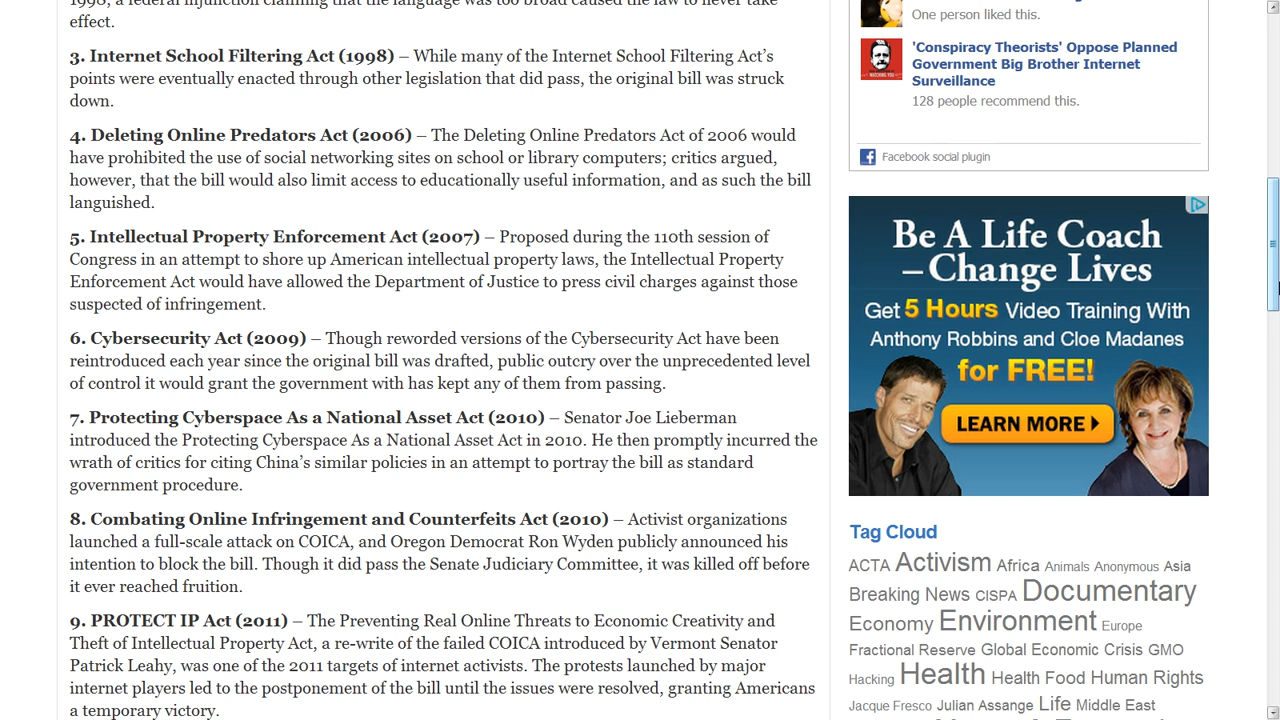 1998, a federal injunction claiming that the language was too broad caused the law to never take
effect.
3. Internet School Filtering Act (1998) – While many of the Internet School Filtering Act’s
points were eventually enacted through other legislation that did pass, the original bill was struck
down.
4. Deleting Online Predators Act (2006) – The Deleting Online Predators Act of 2006 would
have prohibited the use of social networking sites on school or library computers; critics argued,
however, that the bill would also limit access to educationally useful information, and as such the bill
languished.
5. Intellectual Property Enforcement Act (2007) – Proposed during the 110th session of
Congress in an attempt to shore up American intellectual property laws, the Intellectual Property
Enforcement Act would have allowed the Department of Justice to press civil charges against those
suspected of infringement.
6. Cybersecurity Act (2009) – Though reworded versions of the Cybersecurity Act have been
reintroduced each year since the original bill was drafted, public outcry over the unprecedented level
of control it would grant the government with has kept any of them from passing.
7. Protecting Cyberspace As a National Asset Act (2010) – Senator Joe Lieberman
introduced the Protecting Cyberspace As a National Asset Act in 2010. He then promptly incurred the
wrath of critics for citing China’s similar policies in an attempt to portray the bill as standard
government procedure.
8. Combating Online Infringement and Counterfeits Act (2010) – Activist organizations
launched a full-scale attack on COICA, and Oregon Democrat Ron Wyden publicly announced his
intention to block the bill. Though it did pass the Senate Judiciary Committee, it was killed off before
it ever reached fruition.
9. PROTECT IP Act (2011) – The Preventing Real Online Threats to Economic Creativity and
Theft of Intellectual Property Act, a re-write of the failed COICA introduced by Vermont Senator
Patrick Leahy, was one of the 2011 targets of internet activists. The protests launched by major
internet players led to the postponement of the bill until the issues were resolved, granting Americans
a temporary victory.
One person liked this.
'Conspiracy Theorists' Oppose Planned
Government Big Brother Internet
Surveillance
128 people recommend this.
Facebook social plugin
Be A Life Coach
– Change Lives
Get 5 Hours Video Training With
Anthony Robbins and Cloe Madanes
for FREE!
LEARN MORE
Tag Cloud
ACTA Activism Africa Animals Anonymous Asia
Breaking News CISPA Documentary
Economy Environment Europe
Fractional Reserve Global Economic Crisis GMO
Hacking Health Health Food Human Rights
Jacque Fresco Julian Assange Life Middle East